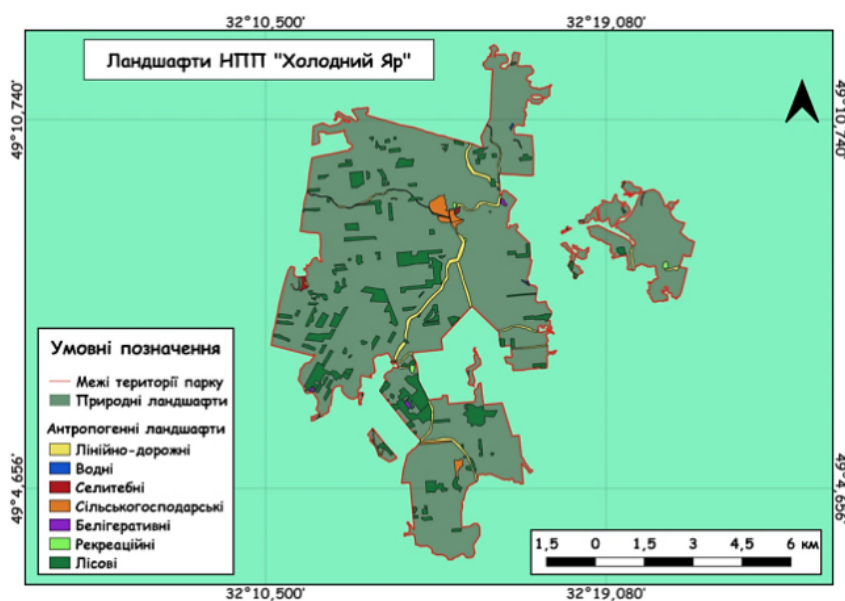 32°10,500'
32°19,080'
Ландшафти НПП "Холодний Яр"
49°10,740'
49°10,740'
Умовні позначення
Межі території парку
Природні ландшафти
Антропогенні ландшафти
Лінійно-дорожні
Водні
Селитебні
Сільськогосподарські
Белігеративні
Рекреаційні
Лісові
49°4,656'
49°4,656'
1,5 0 1,5 3 4,5 6 км
32°10,500'
32°19,080'